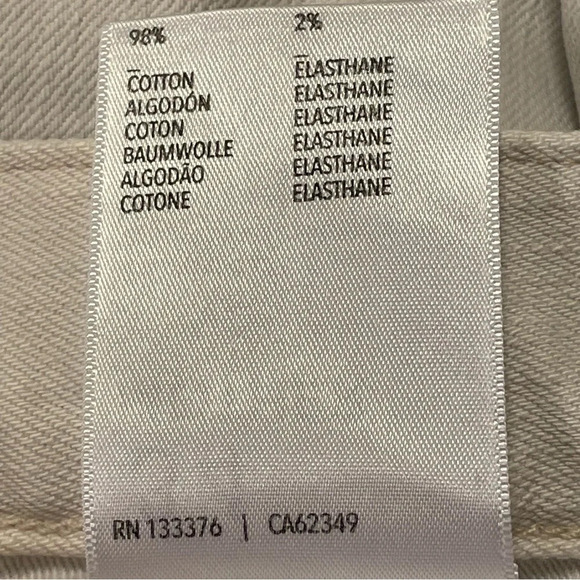 98% 2%
COTTON ELASTHANE
ALGODÓN ELASTHANE
COTON ELASTHANE
BAUMWOLLE ELASTHANE
ALGODÃO ELASTHANE
COTONE ELASTHANE
RN 133376 | CA62349